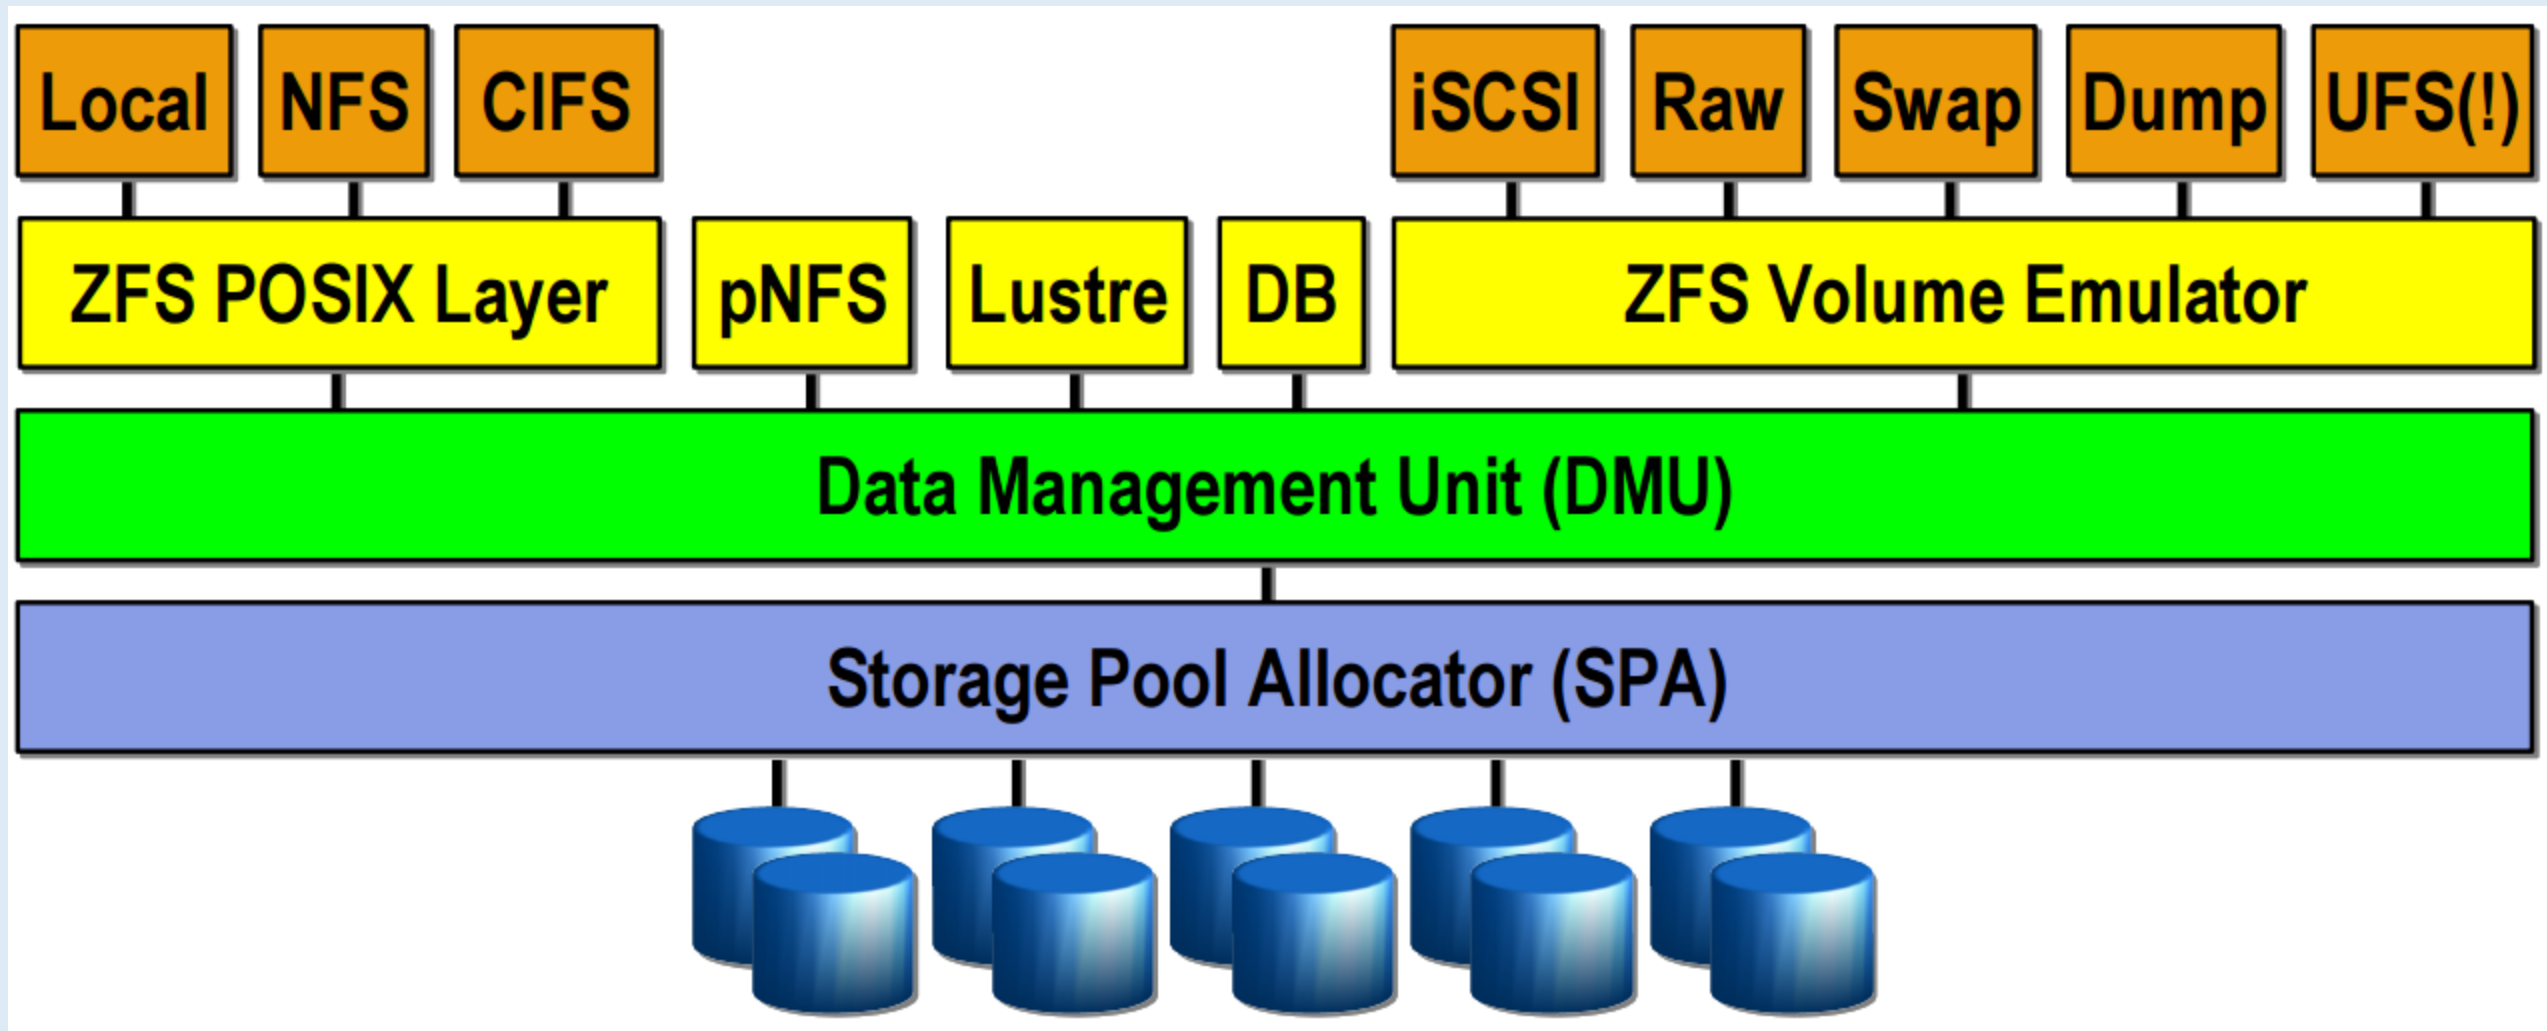 Local
NFS
CIFS
iSCSI
Raw
Swap
Dump
UFS(!)
ZFS POSIX Layer
pNFS
Lustre
DB
ZFS Volume Emulator
Data Management Unit (DMU)
Storage Pool Allocator (SPA)